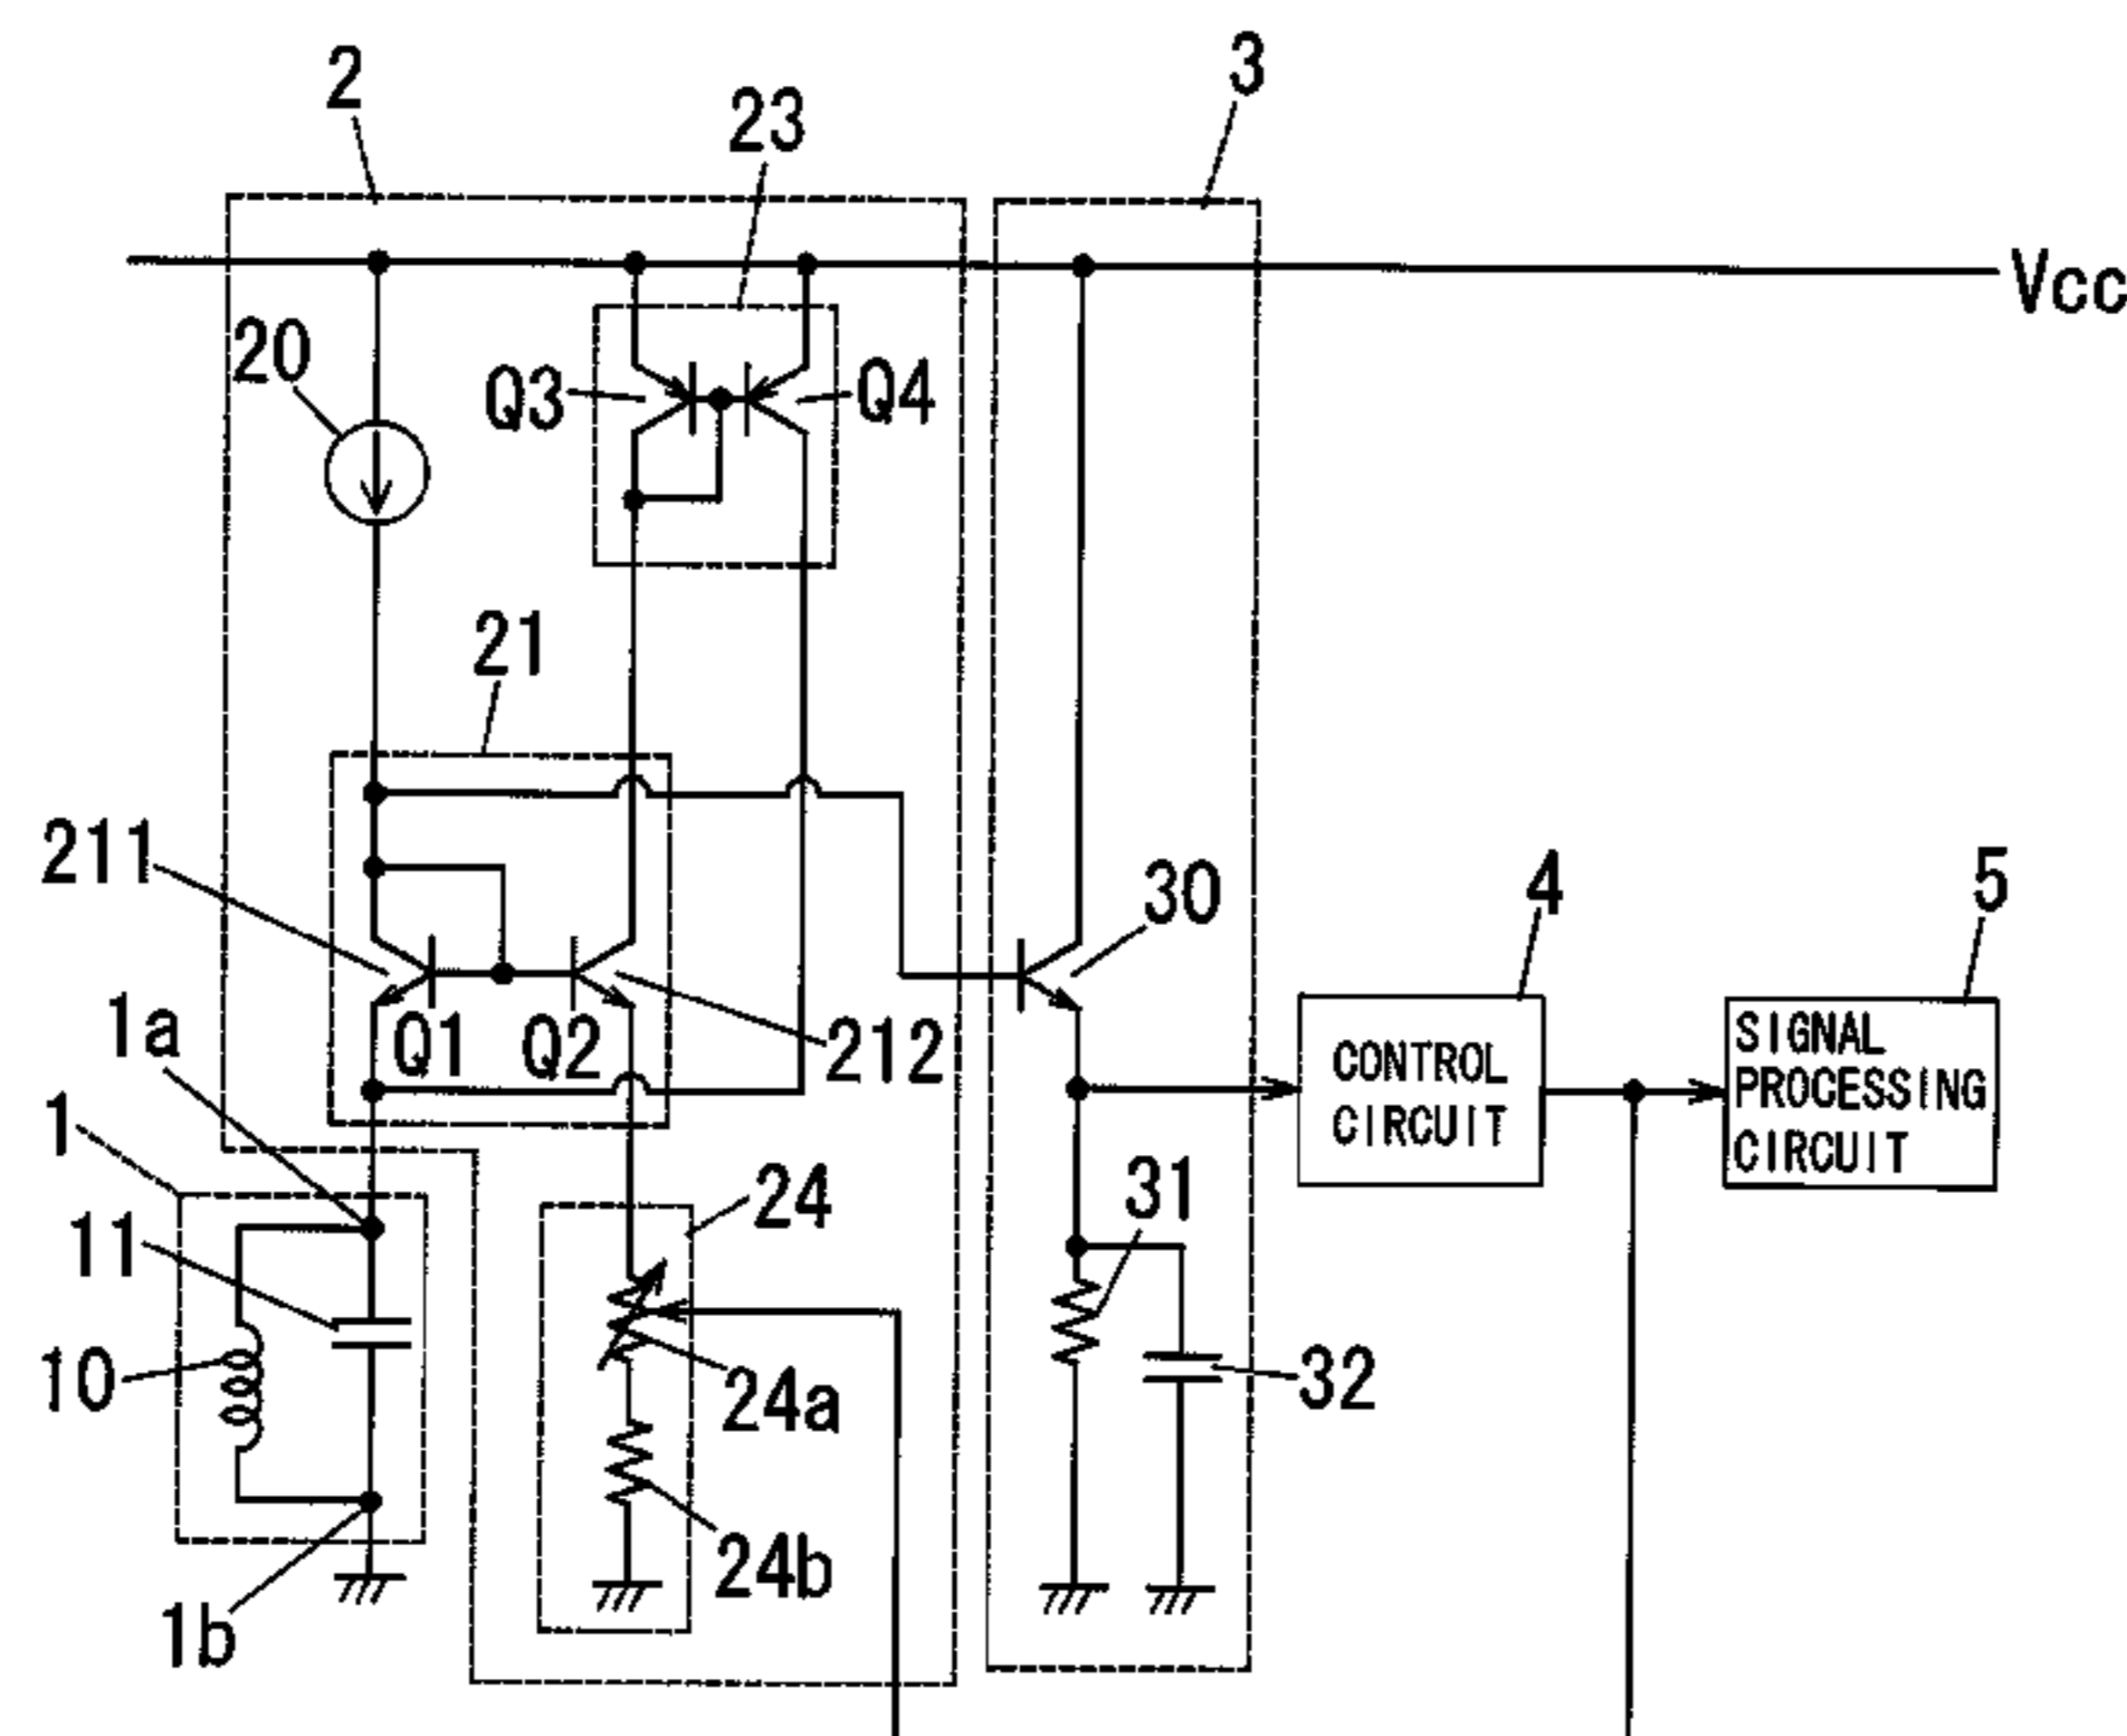 2
3
23
Vcc
20
Q3
Q4
21
211
30
4
5
1a
Q1
Q2
212
CONTROL
CIRCUIT
SIGNAL
PROCESSING
CIRCUIT
1
24
31
11
10
24a
32
24b
1b